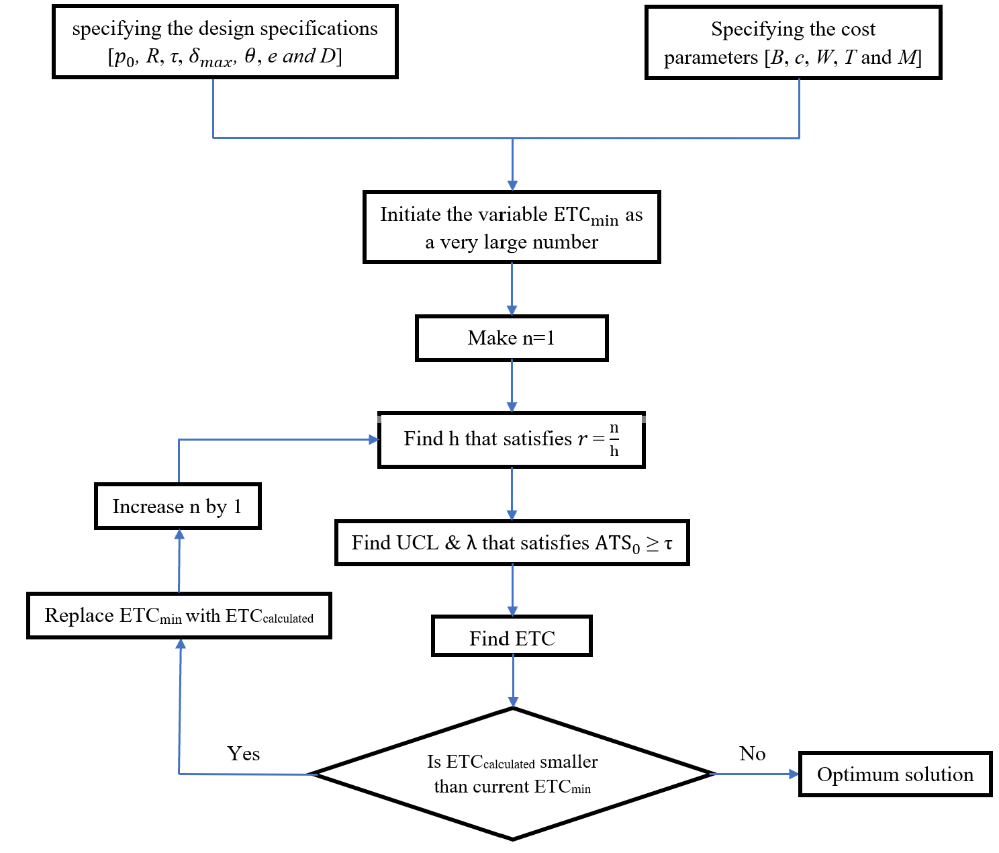 specifying the design specifications
[p₀, R, τ, δₘₐₓ, θ, e and D]
Specifying the cost
parameters [B, c, W, T and M]
Initiate the variable ETCmin as
a very large number
Make n=1
Find h that satisfies r = n/h
Increase n by 1
Find UCL & λ that satisfies ATS₀ ≥ τ
Replace ETCmin with ETCcalculated
Find ETC
Yes
No
Is ETCcalculated smaller
than current ETCmin
Optimum solution